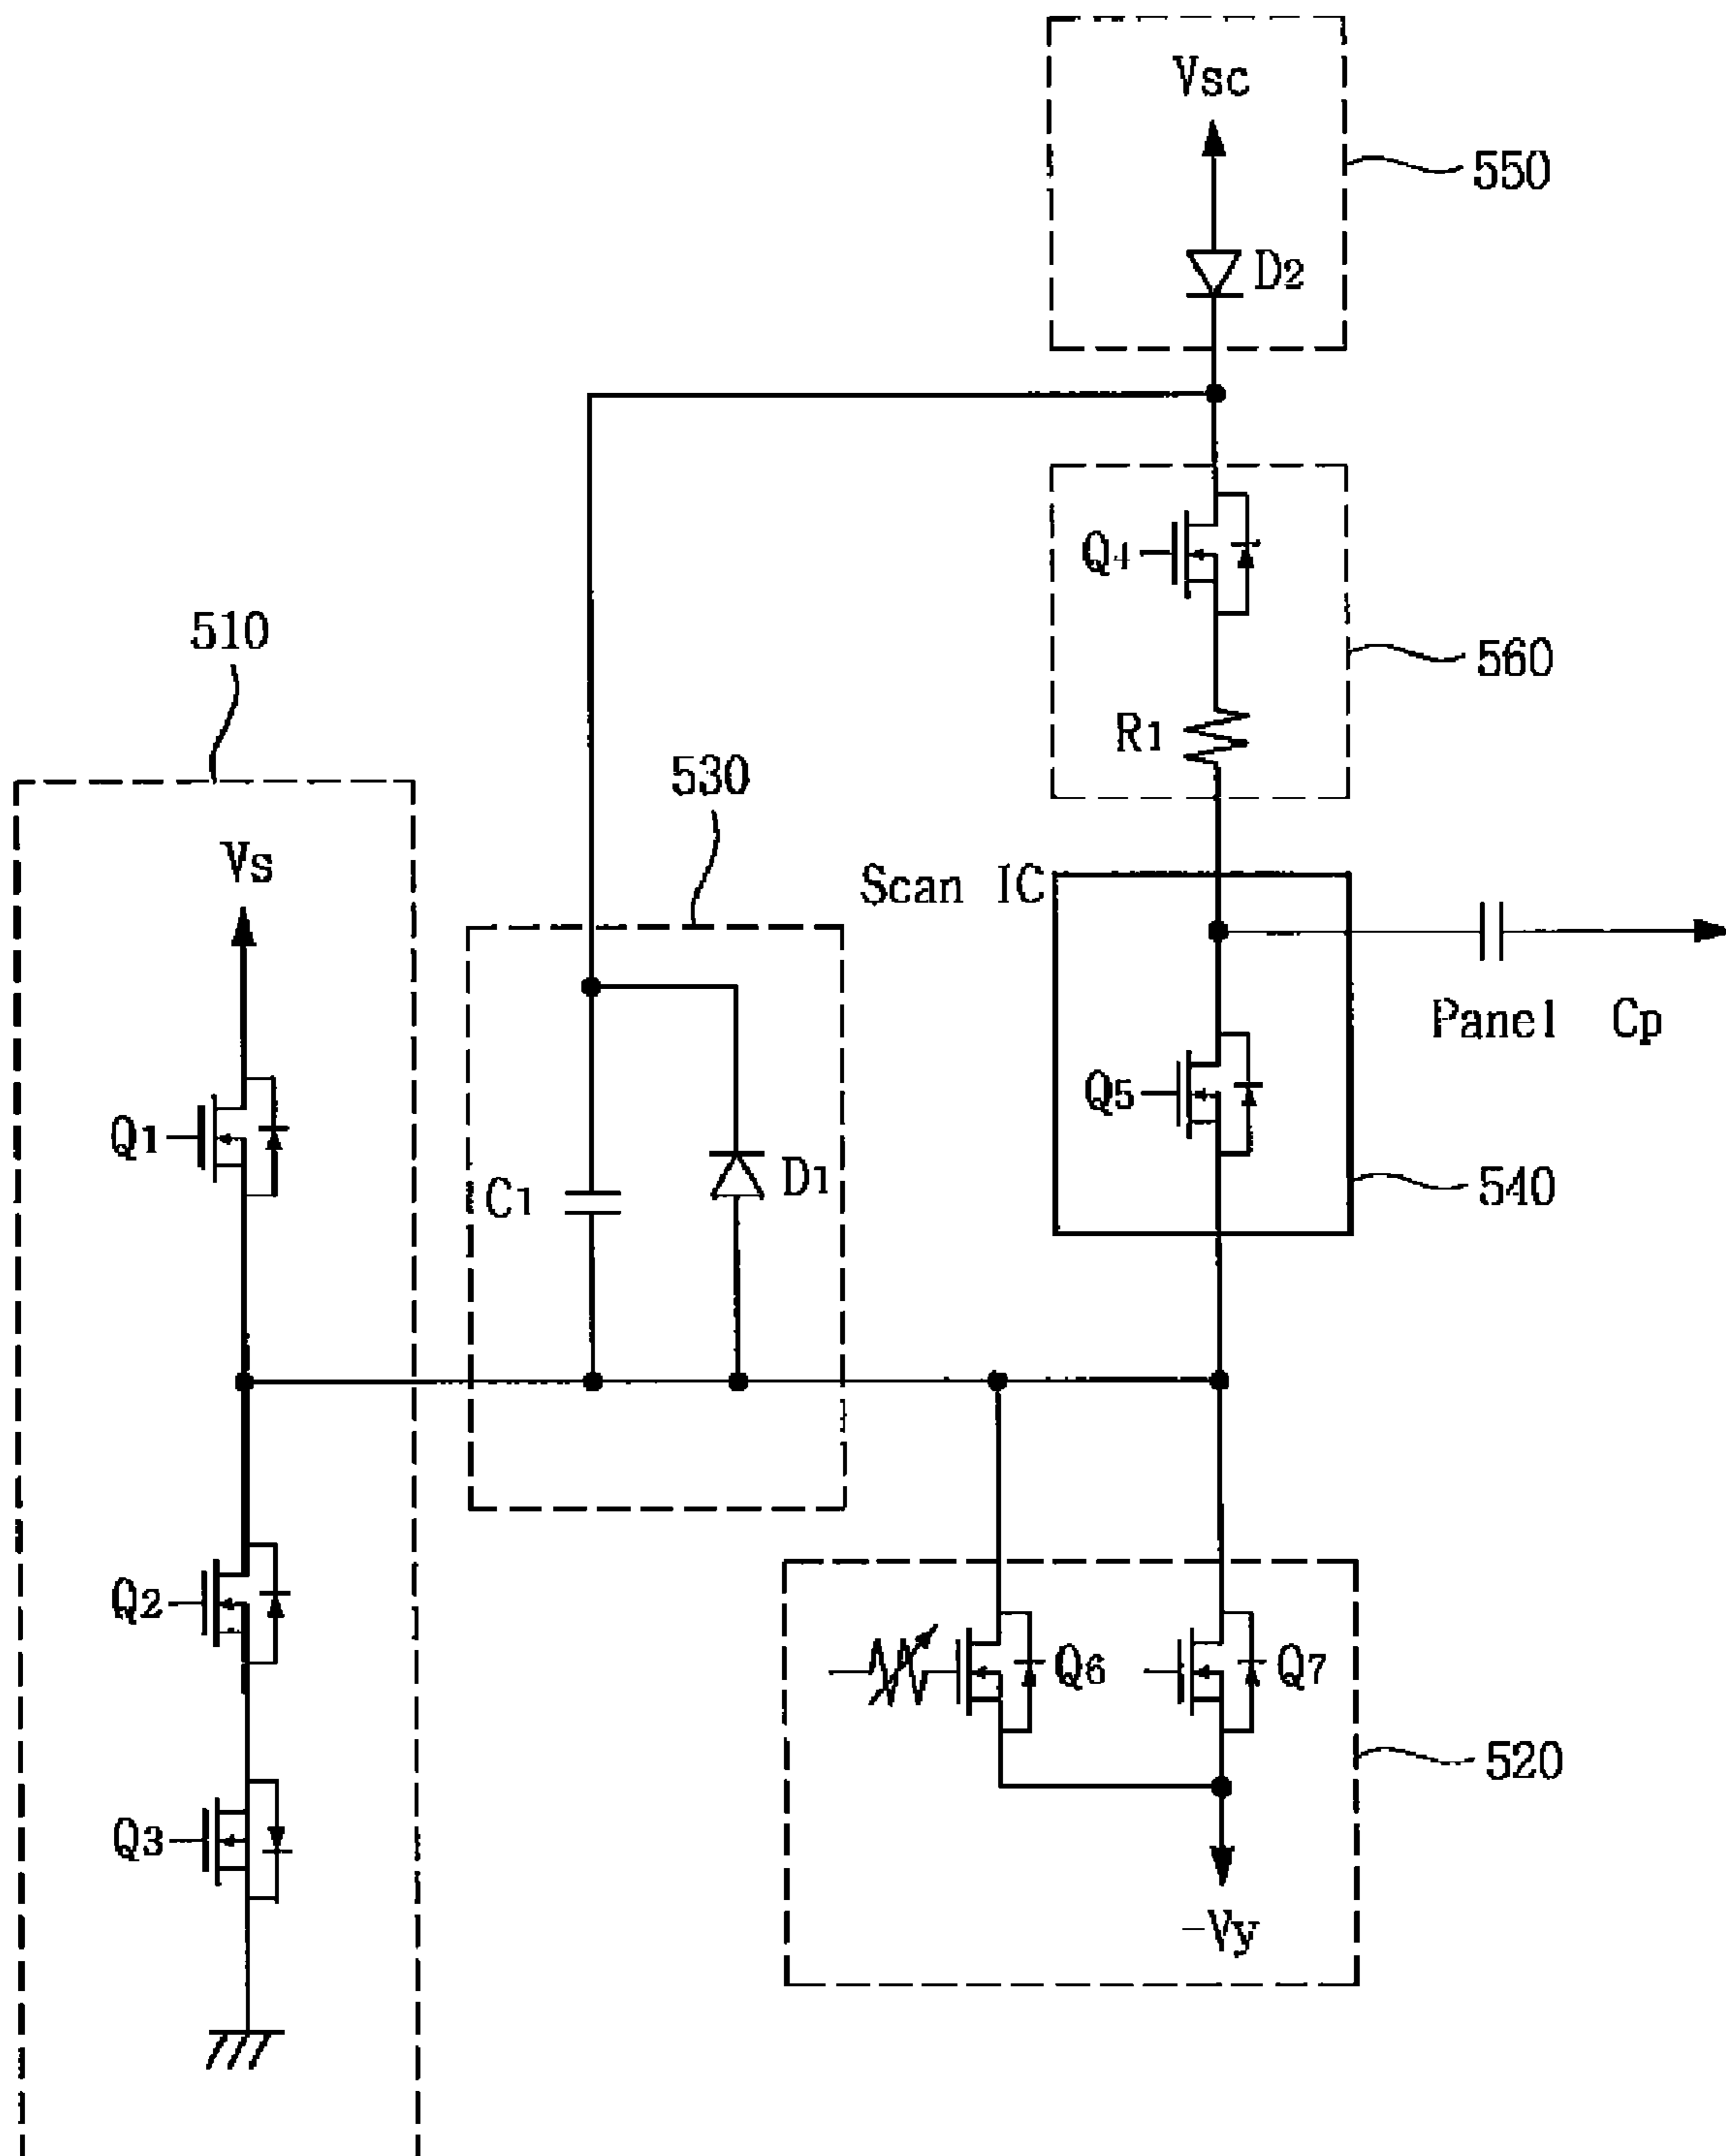 Vsc
550
D2
Q4
560
510
R1
530
Vs
Scan IC
Panel Cp
Q5
Q1
C1
D1
540
Q2
Q6
Q7
520
Q3
-Vy